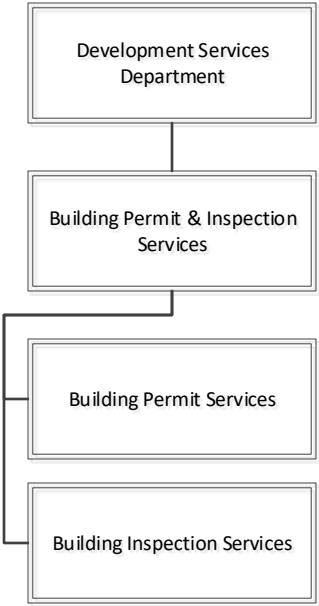 Development Services
Department
Building Permit & Inspection
Services
Building Permit Services
Building Inspection Services